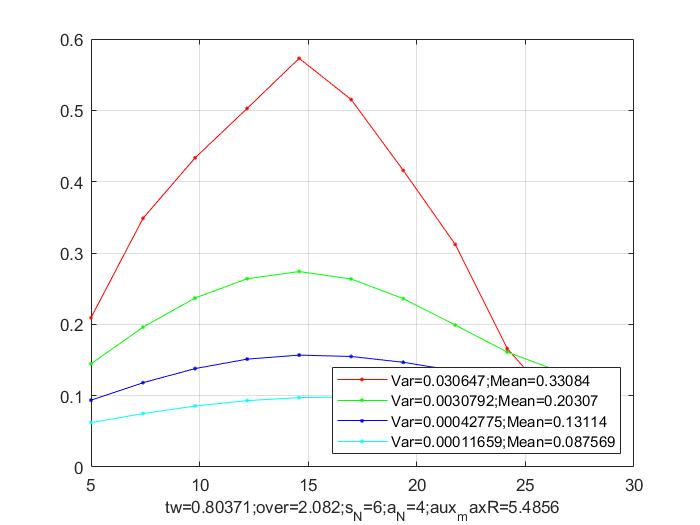 0.6
0.5
0.4
0.3
0.2
0.1
0
Var=0.030647;Mean=0.33084
Var=0.0030792;Mean=0.20307
Var=0.00042775;Mean=0.13114
Var=0.00011659;Mean=0.087569
5 10 15 20 25 30
tw=0.80371;over=2.082;s_N=6;a_N=4;aux_maxR=5.4856